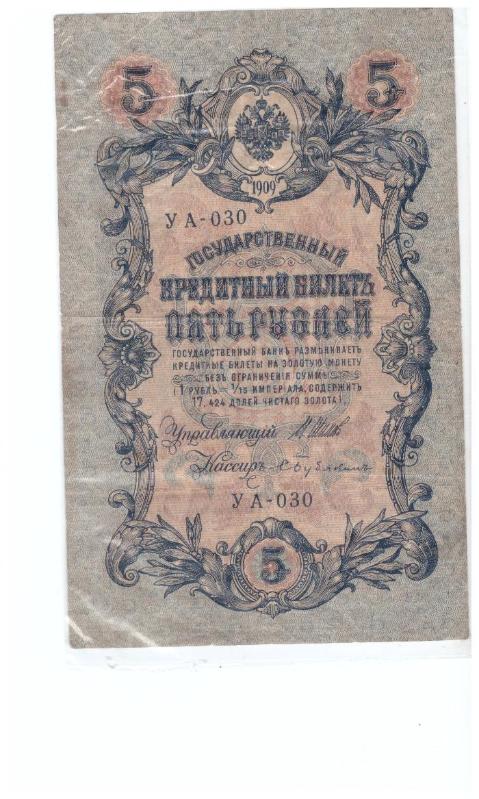 5 5
1909
УА-030
ГОСУДАРСТВЕННЫЙ
КРЕДИТНЫЙ БИЛЕТЪ
ПЯТЬ РУБЛЕЙ
ГОСУДАРСТВЕННЫЙ БАНКЪ РАЗМѢНИВАЕТЪ
КРЕДИТНЫЕ БИЛЕТЫ НА ЗОЛОТУЮ МОНЕТУ
БЕЗЪ ОГРАНИЧЕНІЯ СУММЫ
(1 РУБЛЬ = 1/15 ИМПЕРІАЛА, СОДЕРЖИТЪ
17,424 ДОЛЕЙ ЧИСТАГО ЗОЛОТА).
Управляющій
Кассиръ
УА-030
5